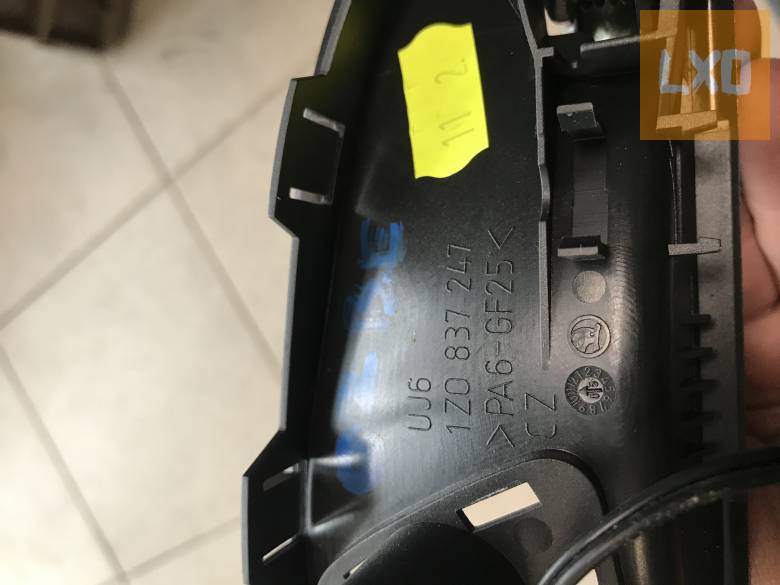 LXO
11 2
UJ6
1Z0 837 247
>PA6-GF25<
CZ